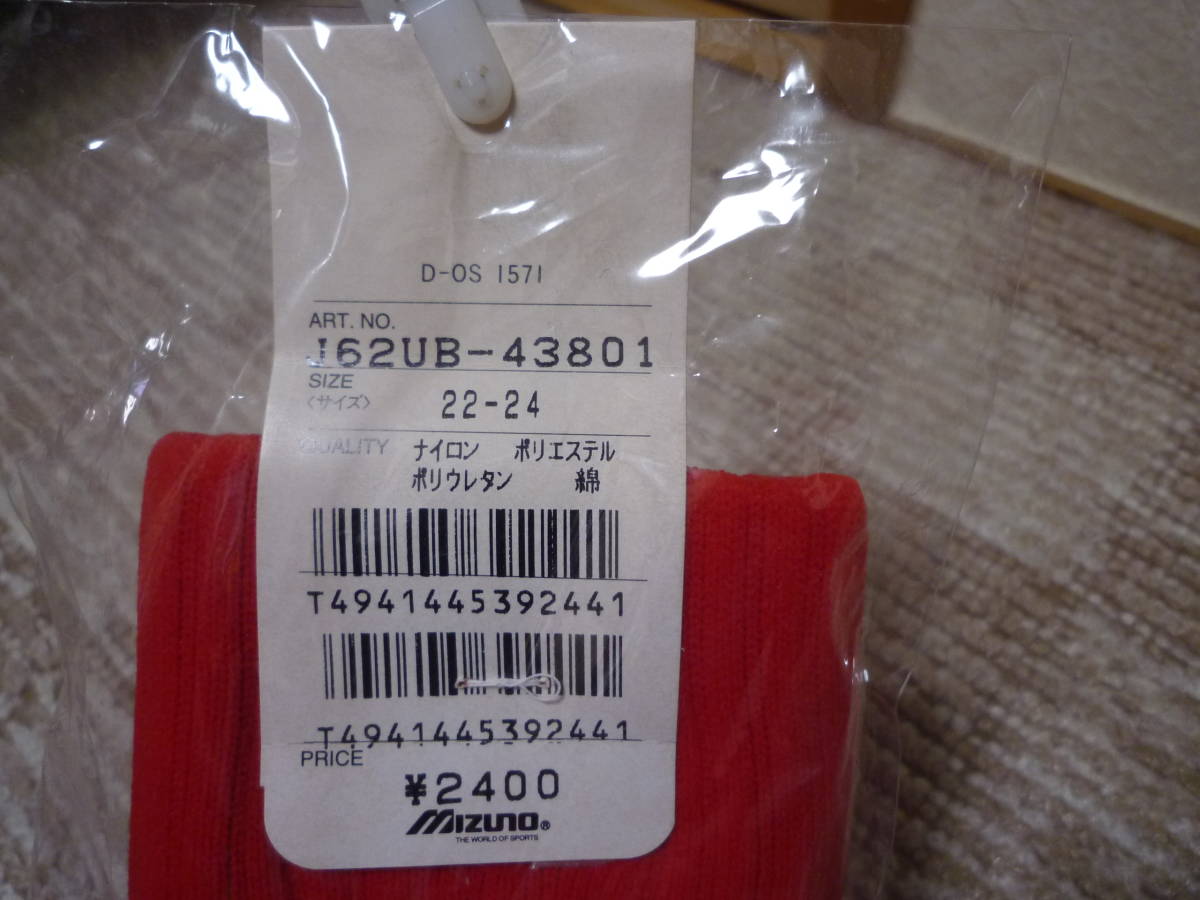 D-OS 1571
ART. NO.
J62UB-43801
SIZE
〈サイズ〉 22-24
QUALITY ナイロン ポリエステル
ポリウレタン 綿
T4941445392441
T4941445392441
PRICE
¥2400
MIZUNO®
THE WORLD OF SPORTS